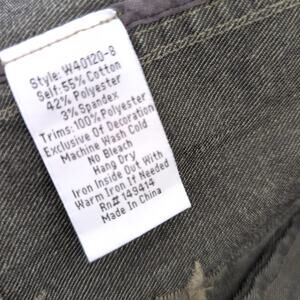 Style: W40120-8
Self: 55% Cotton
42% Polyester
3% Spandex
Trims: 100% Polyester
Exclusive Of Decoration
Machine Wash Cold
No Bleach
Hang Dry
Iron Inside Out With
Warm Iron If Needed
Rn# 149414
Made In China